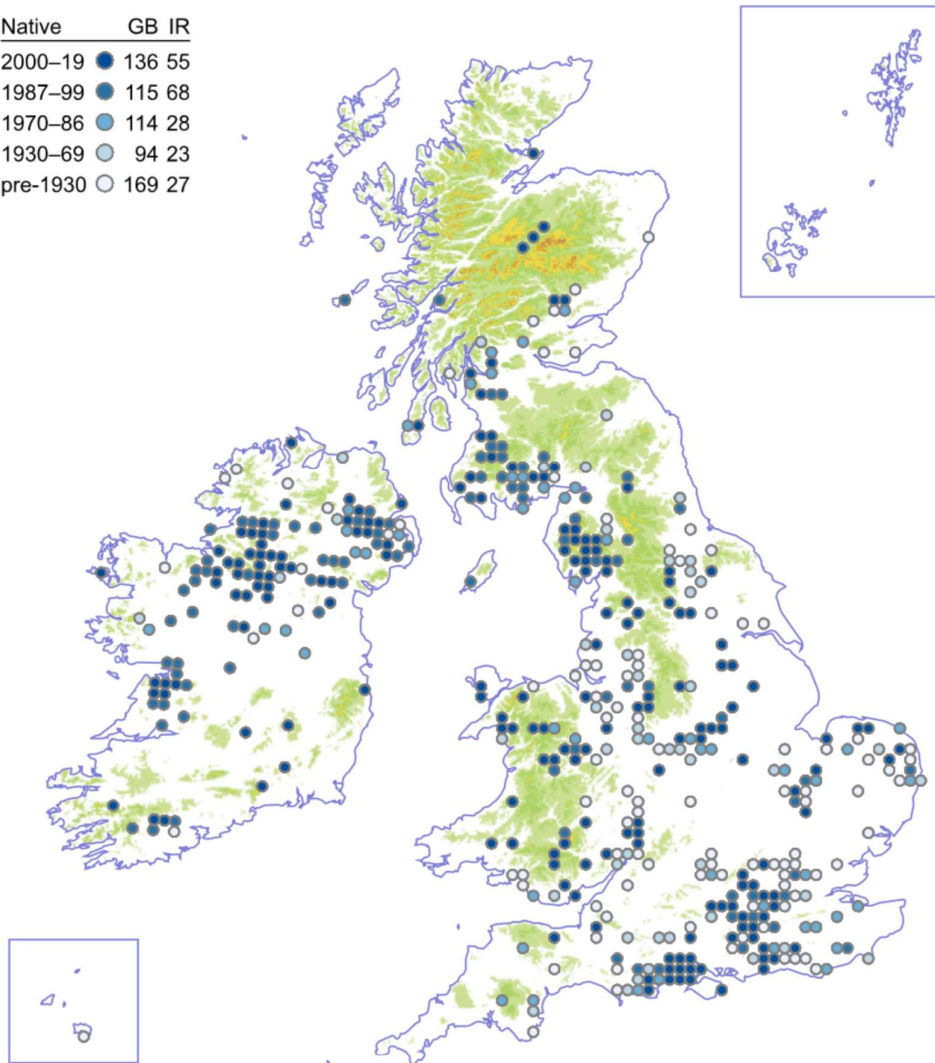 Native GB IR
2000–19 136 55
1987–99 115 68
1970–86 114 28
1930–69 94 23
pre-1930 169 27